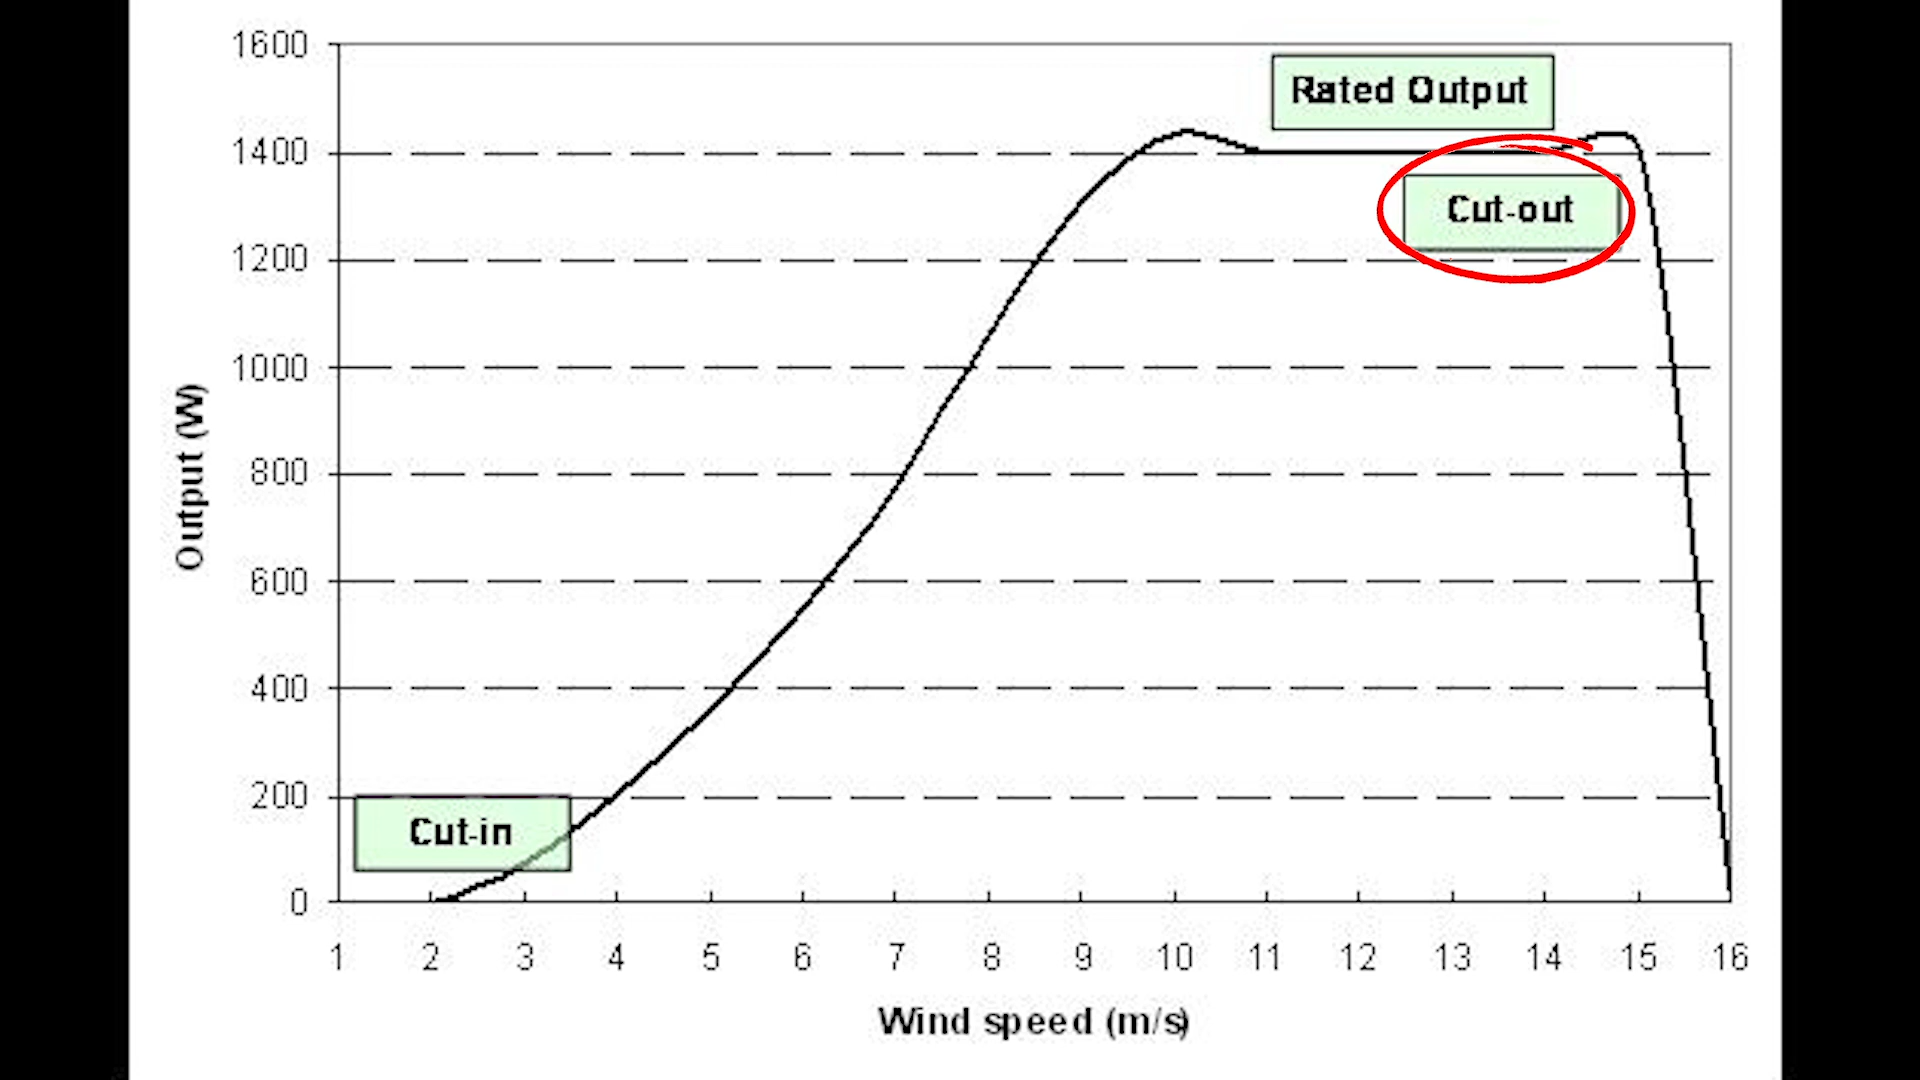 1600
1400
1200
1000
800
600
400
200
0
Output (W)
Rated Output
Cut-out
Cut-in
1 2 3 4 5 6 7 8 9 10 11 12 13 14 15 16
Wind speed (m/s)